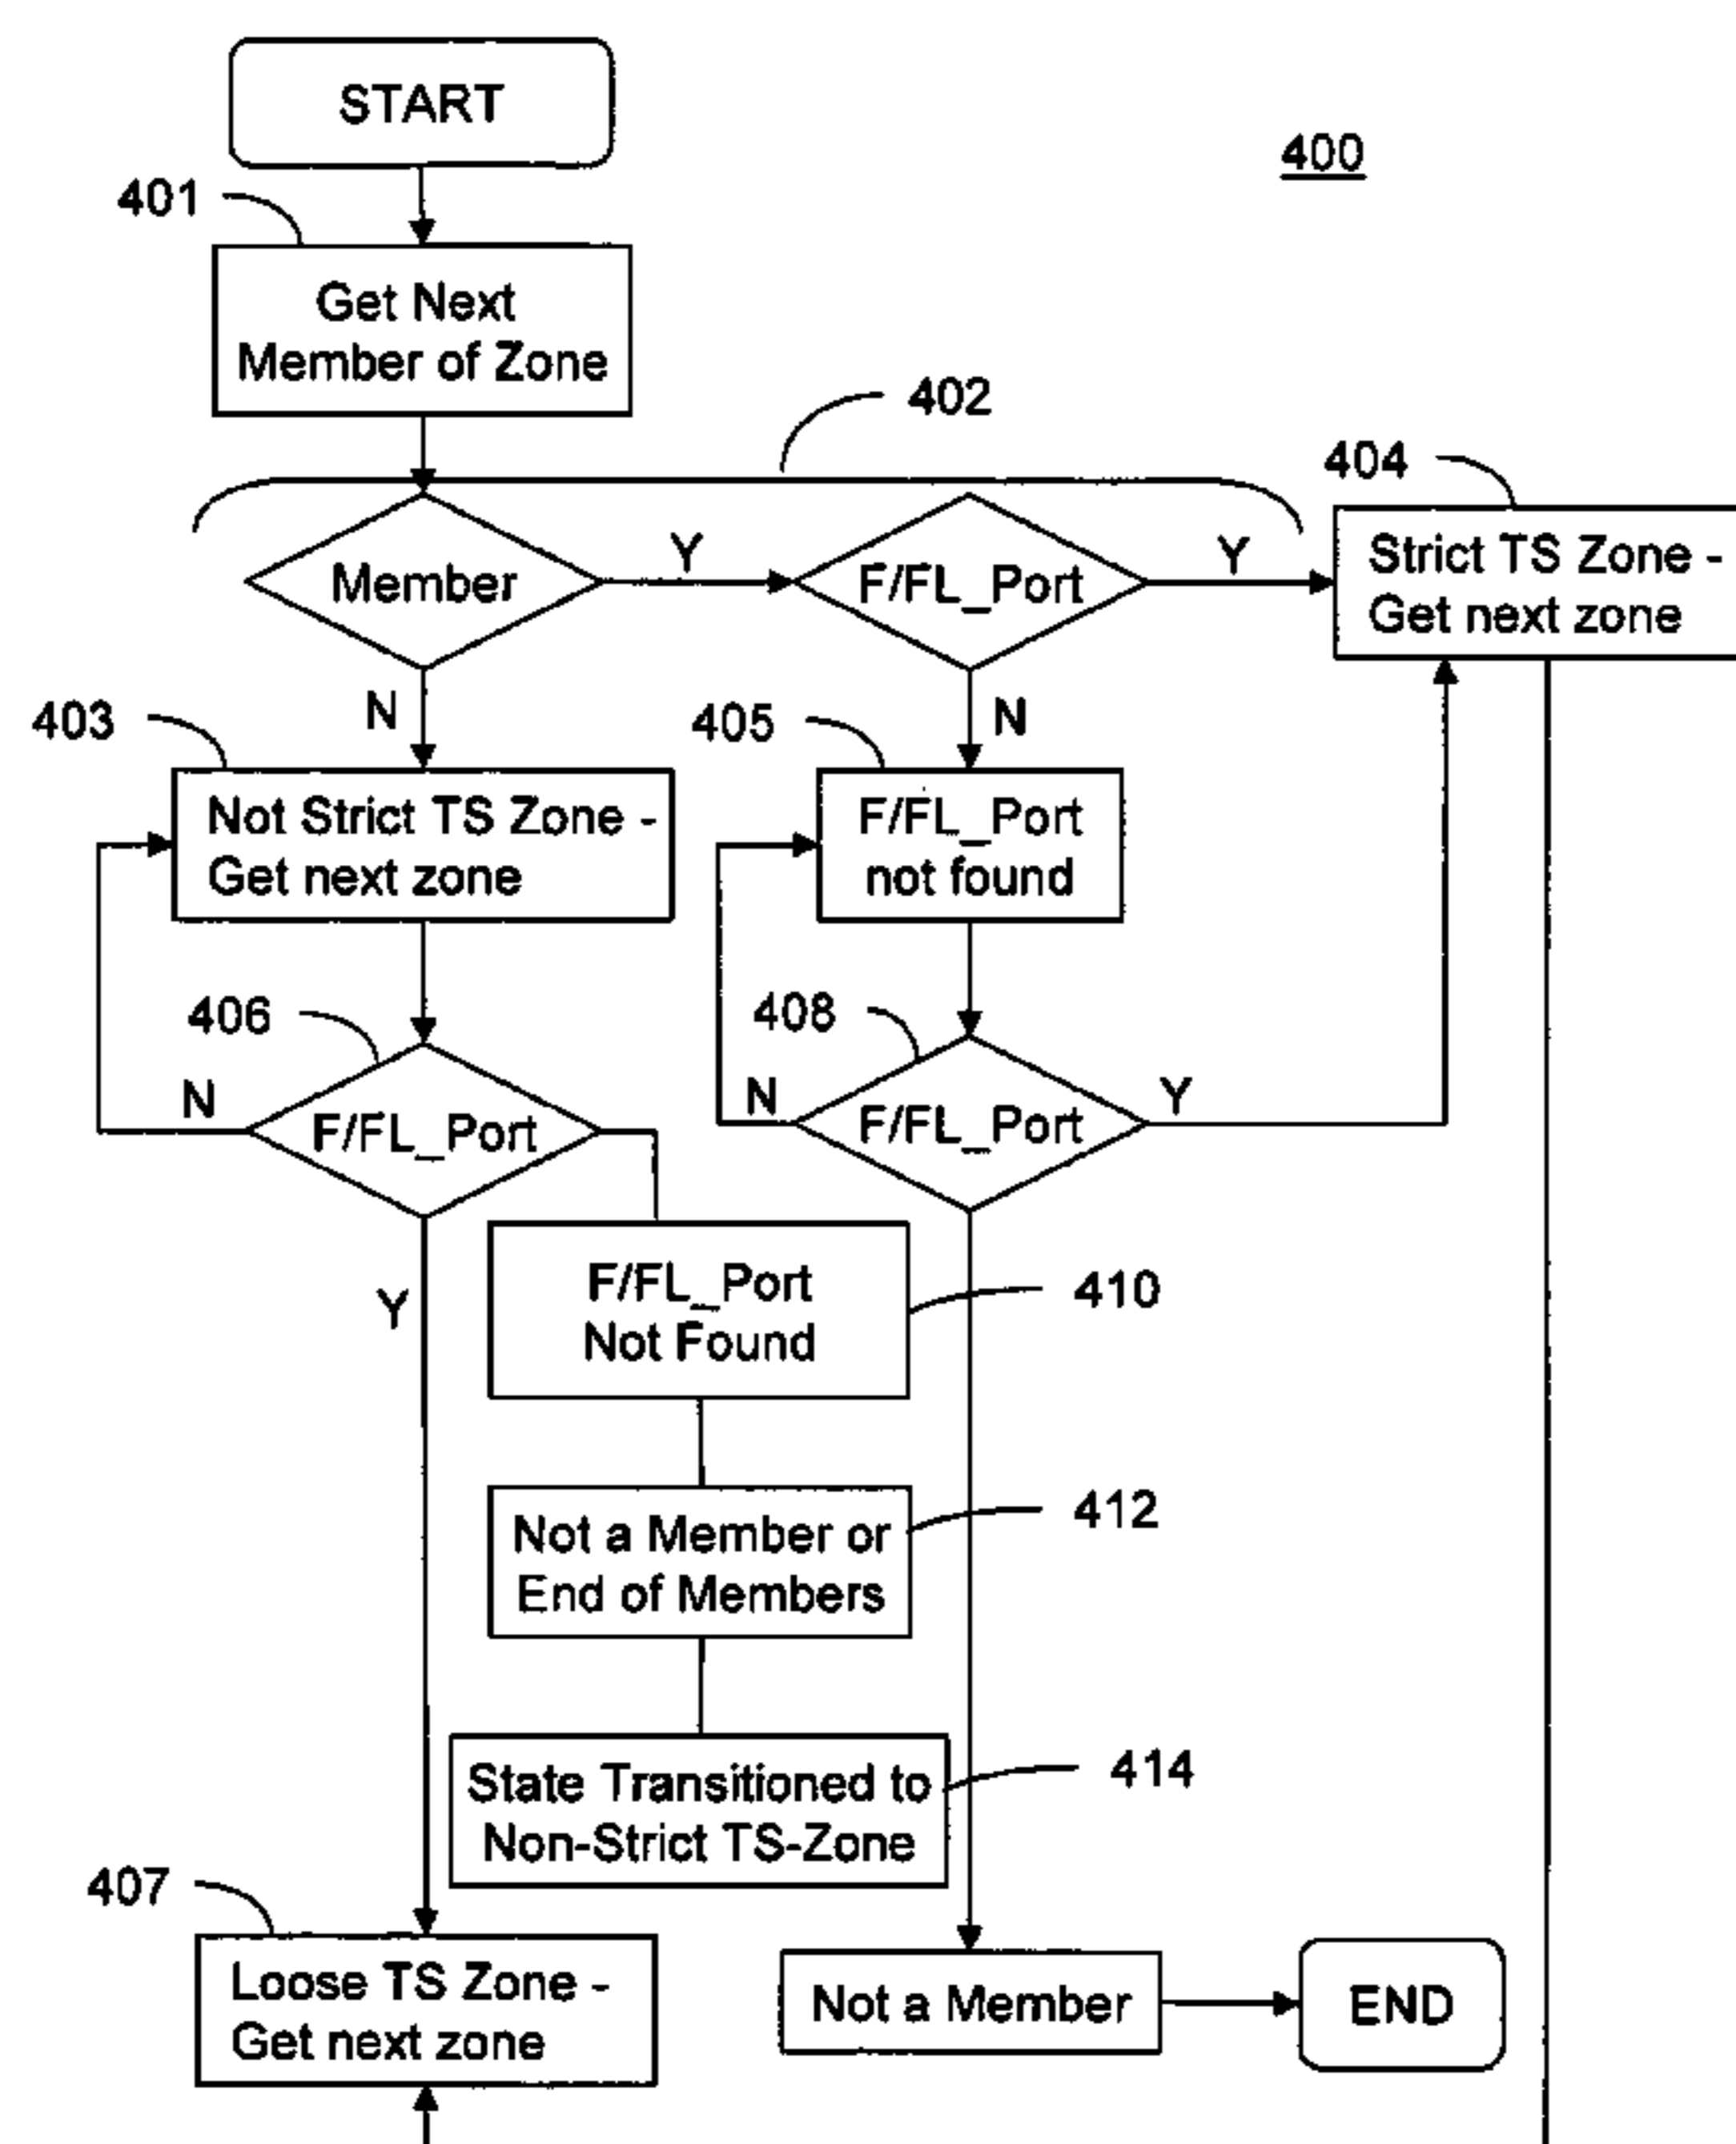 START
400
401
Get Next
Member of Zone
402
404
Member
Y
F/FL_Port
Y
Strict TS Zone -
Get next zone
N
N
403
405
Not Strict TS Zone -
Get next zone
F/FL_Port
not found
406
408
N
F/FL_Port
N
F/FL_Port
Y
Y
F/FL_Port
Not Found
410
Not a Member or
End of Members
412
State Transitioned to
Non-Strict TS-Zone
414
407
Loose TS Zone -
Get next zone
Not a Member
END